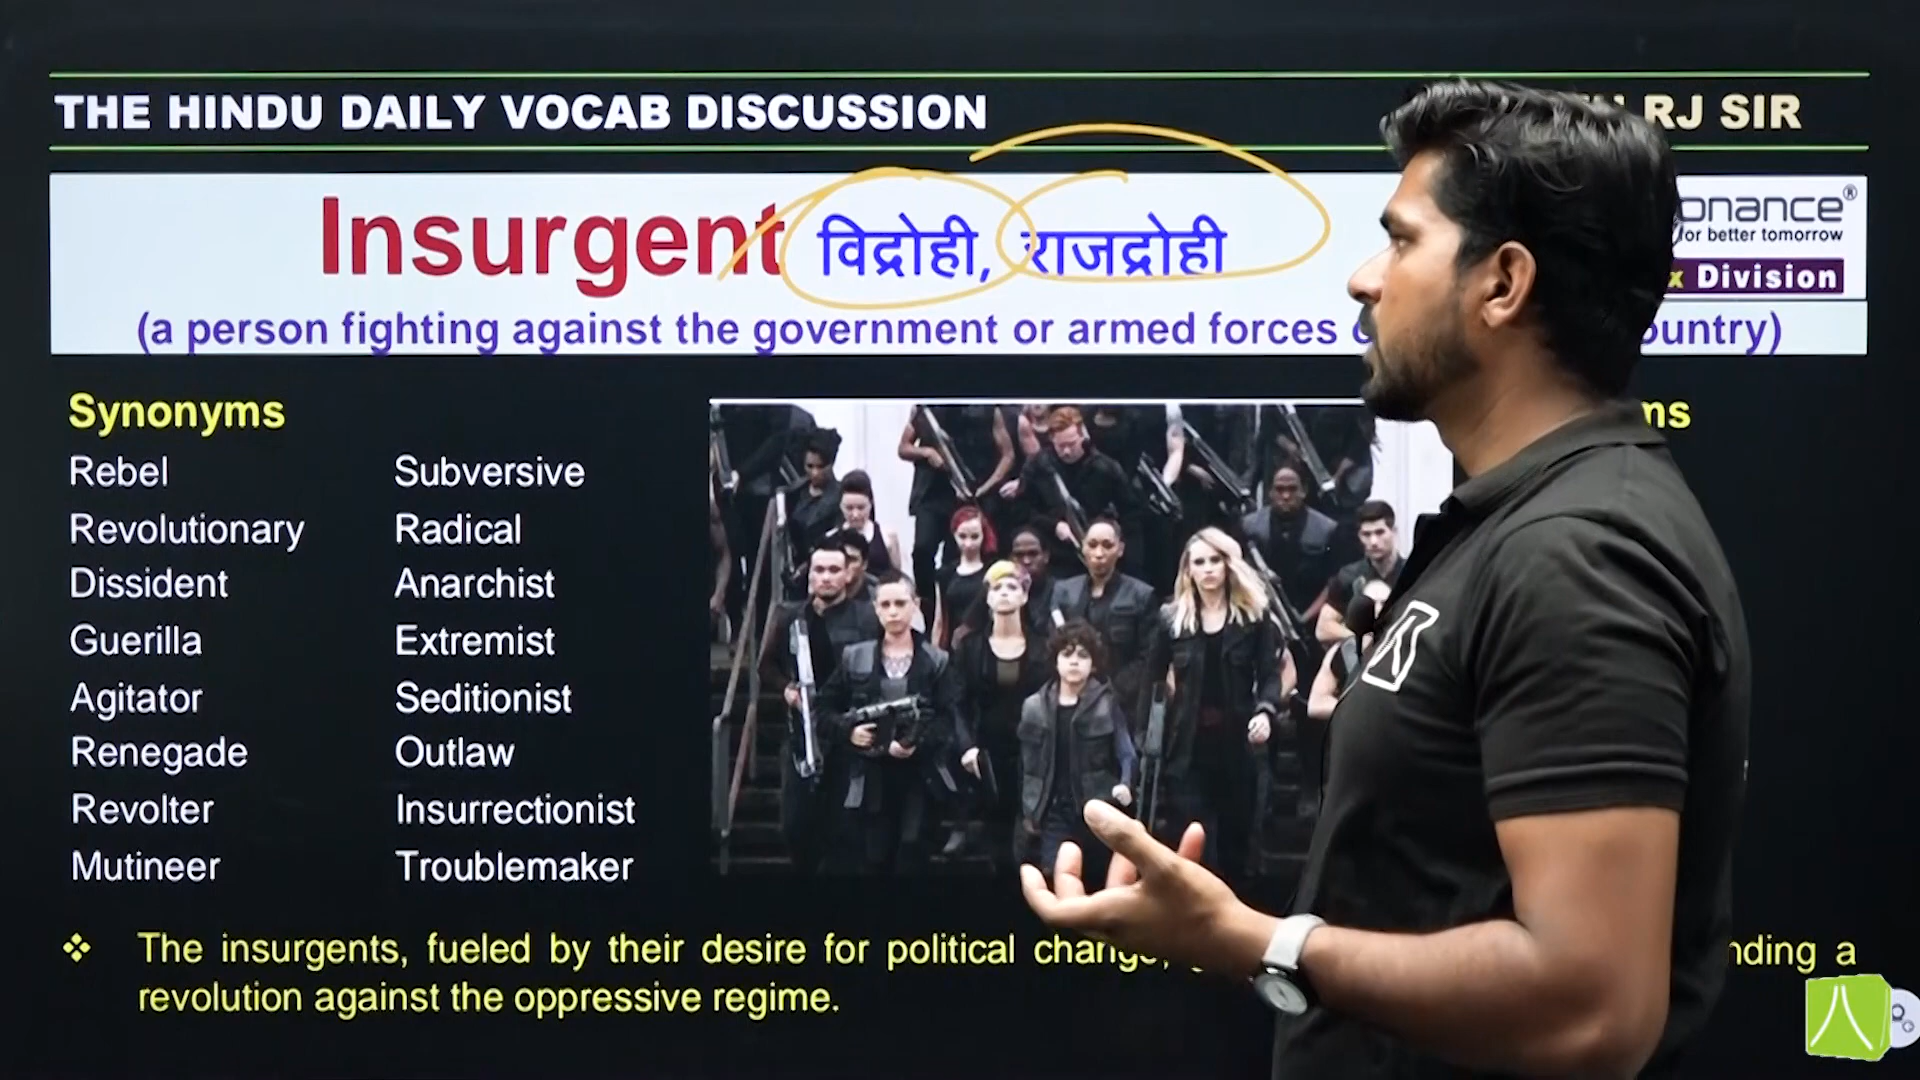 THE HINDU DAILY VOCAB DISCUSSION RJ SIR
Insurgent विद्रोही, राजद्रोही
onance®
for better tomorrow
x Division
(a person fighting against the government or armed forces ountry)
Synonyms
ms
Rebel Subversive
Revolutionary Radical
Dissident Anarchist
Guerilla Extremist
Agitator Seditionist
Renegade Outlaw
Revolter Insurrectionist
Mutineer Troublemaker
❖ The insurgents, fueled by their desire for political change, nding a
revolution against the oppressive regime.